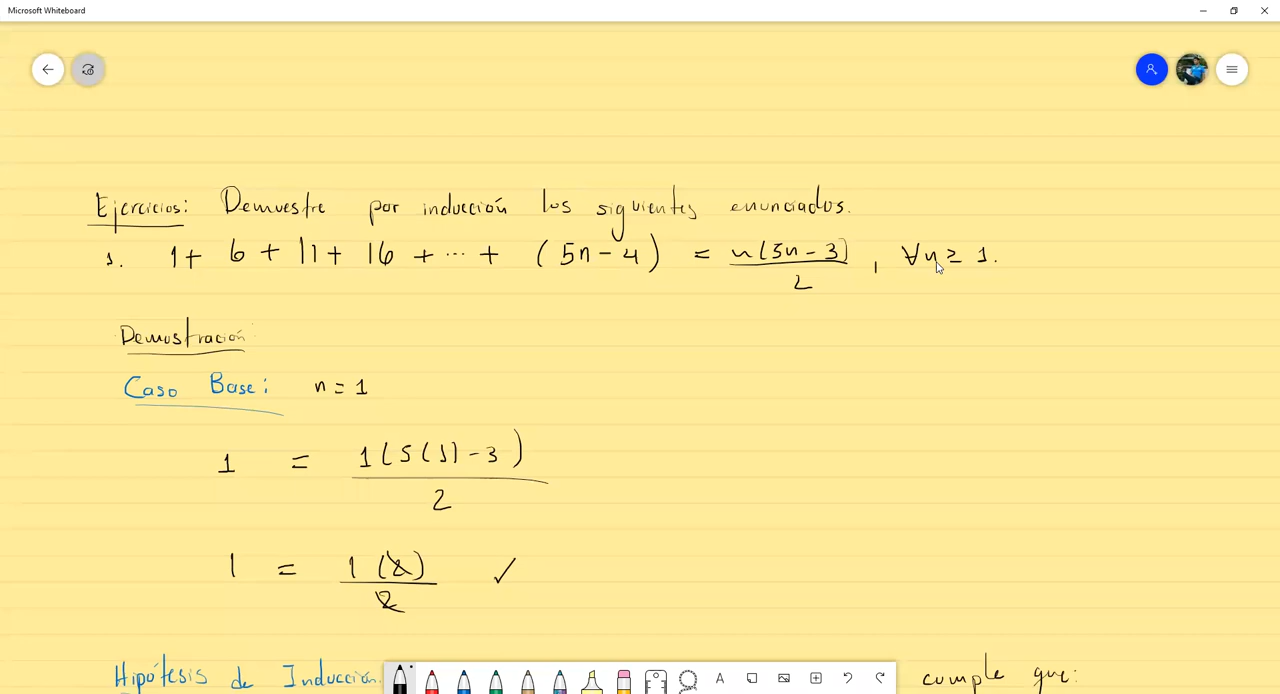 Microsoft Whiteboard
Ejercicios: Demuestre por inducción los siguientes enunciados.
1. 1 + 6 + 11 + 16 + ... + (5n - 4) = n(5n - 3) / 2 , ∀n ≥ 1.
Demostración:
Caso Base: n = 1
1 = 1(5(1) - 3) / 2
1 = 1 (2) / 2 ✓
Hipótesis de Inducción. cumple que:
A